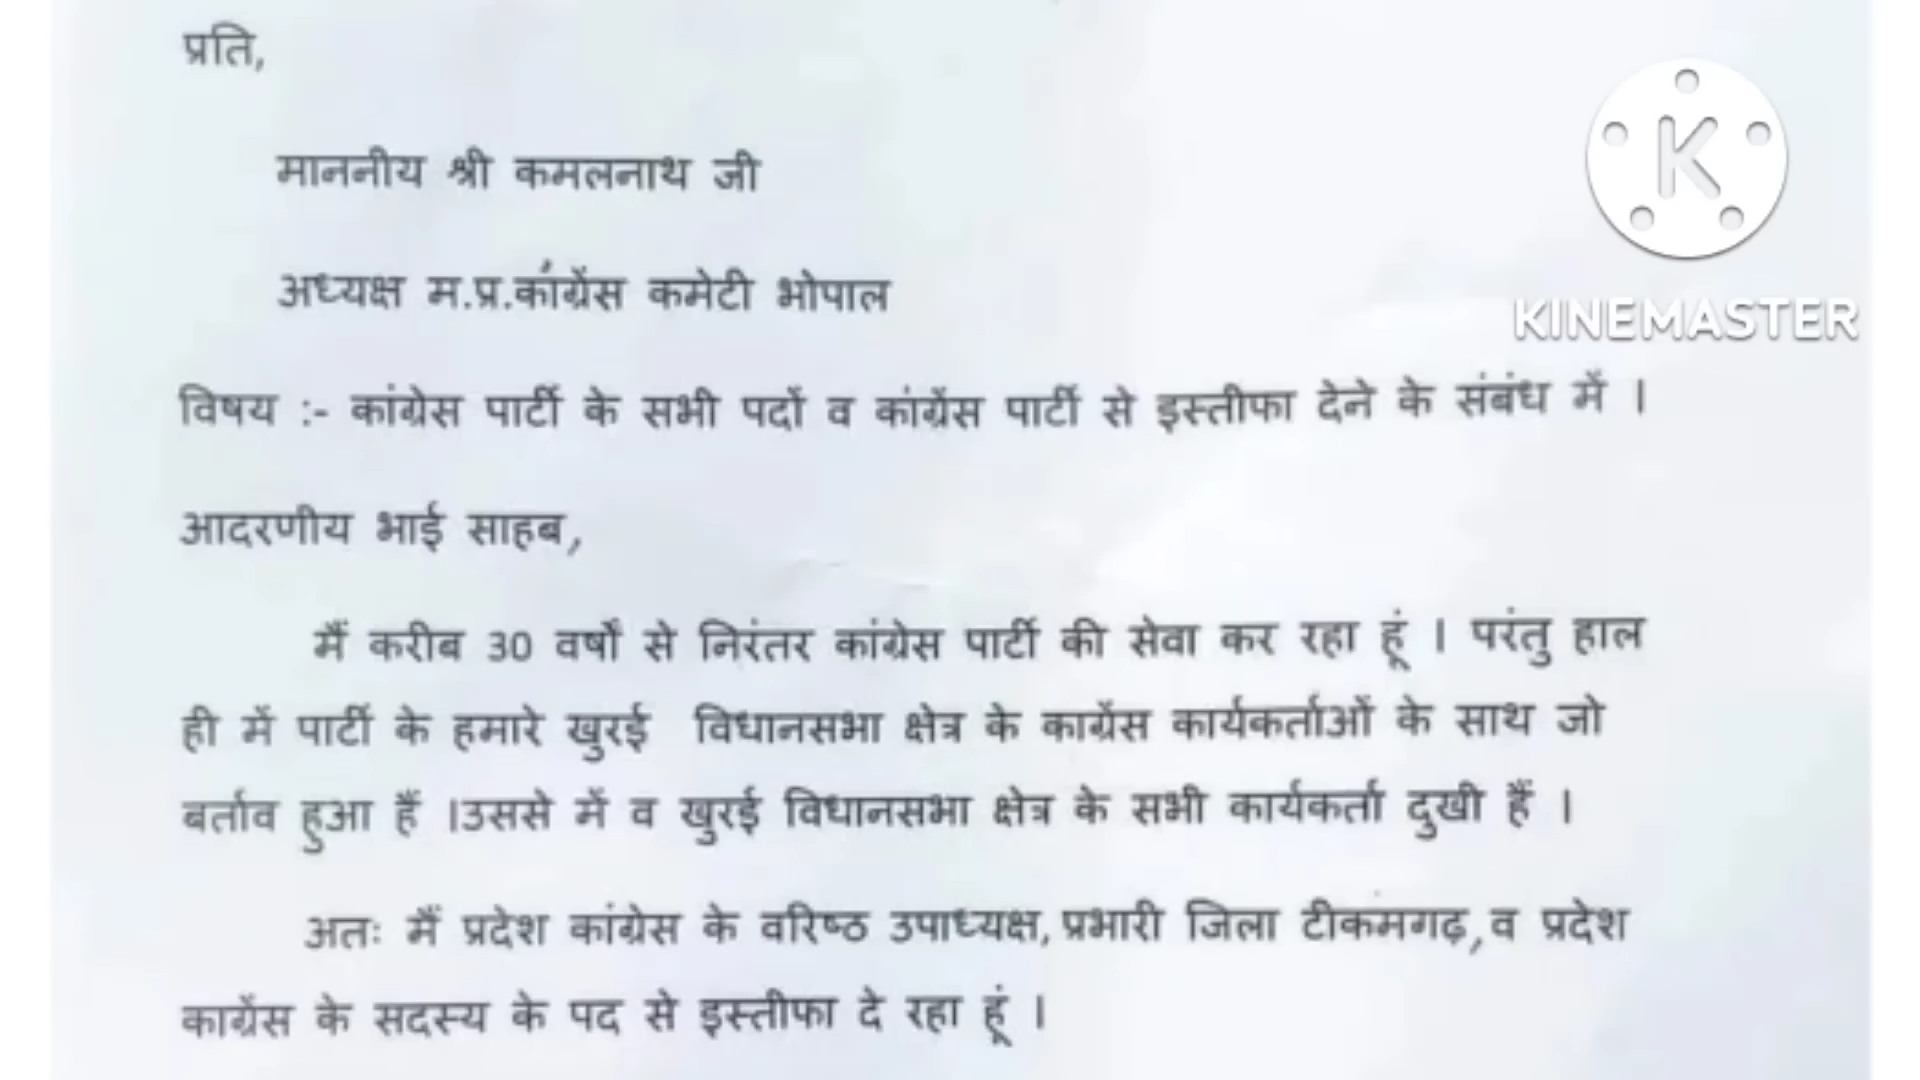 प्रति,
माननीय श्री कमलनाथ जी
अध्यक्ष म.प्र.कॉंग्रेंस कमेटी भोपाल
विषय :- कांग्रेस पार्टी के सभी पदों व कांग्रेंस पार्टी से इस्तीफा देने के संबंध में ।
आदरणीय भाई साहब,
मैं करीब 30 वर्षों से निरंतर कांग्रेस पार्टी की सेवा कर रहा हूं । परंतु हाल
ही में पार्टी के हमारे खुरई विधानसभा क्षेत्र के काग्रेंस कार्यकर्ताओं के साथ जो
बर्ताव हुआ हैं ।उससे में व खुरई विधानसभा क्षेत्र के सभी कार्यकर्ता दुखी हैं ।
अतः मैं प्रदेश कांग्रेस के वरिष्ठ उपाध्यक्ष,प्रभारी जिला टीकमगढ़,व प्रदेश
काग्रेंस के सदस्य के पद से इस्तीफा दे रहा हूं ।
K
KINEMASTER